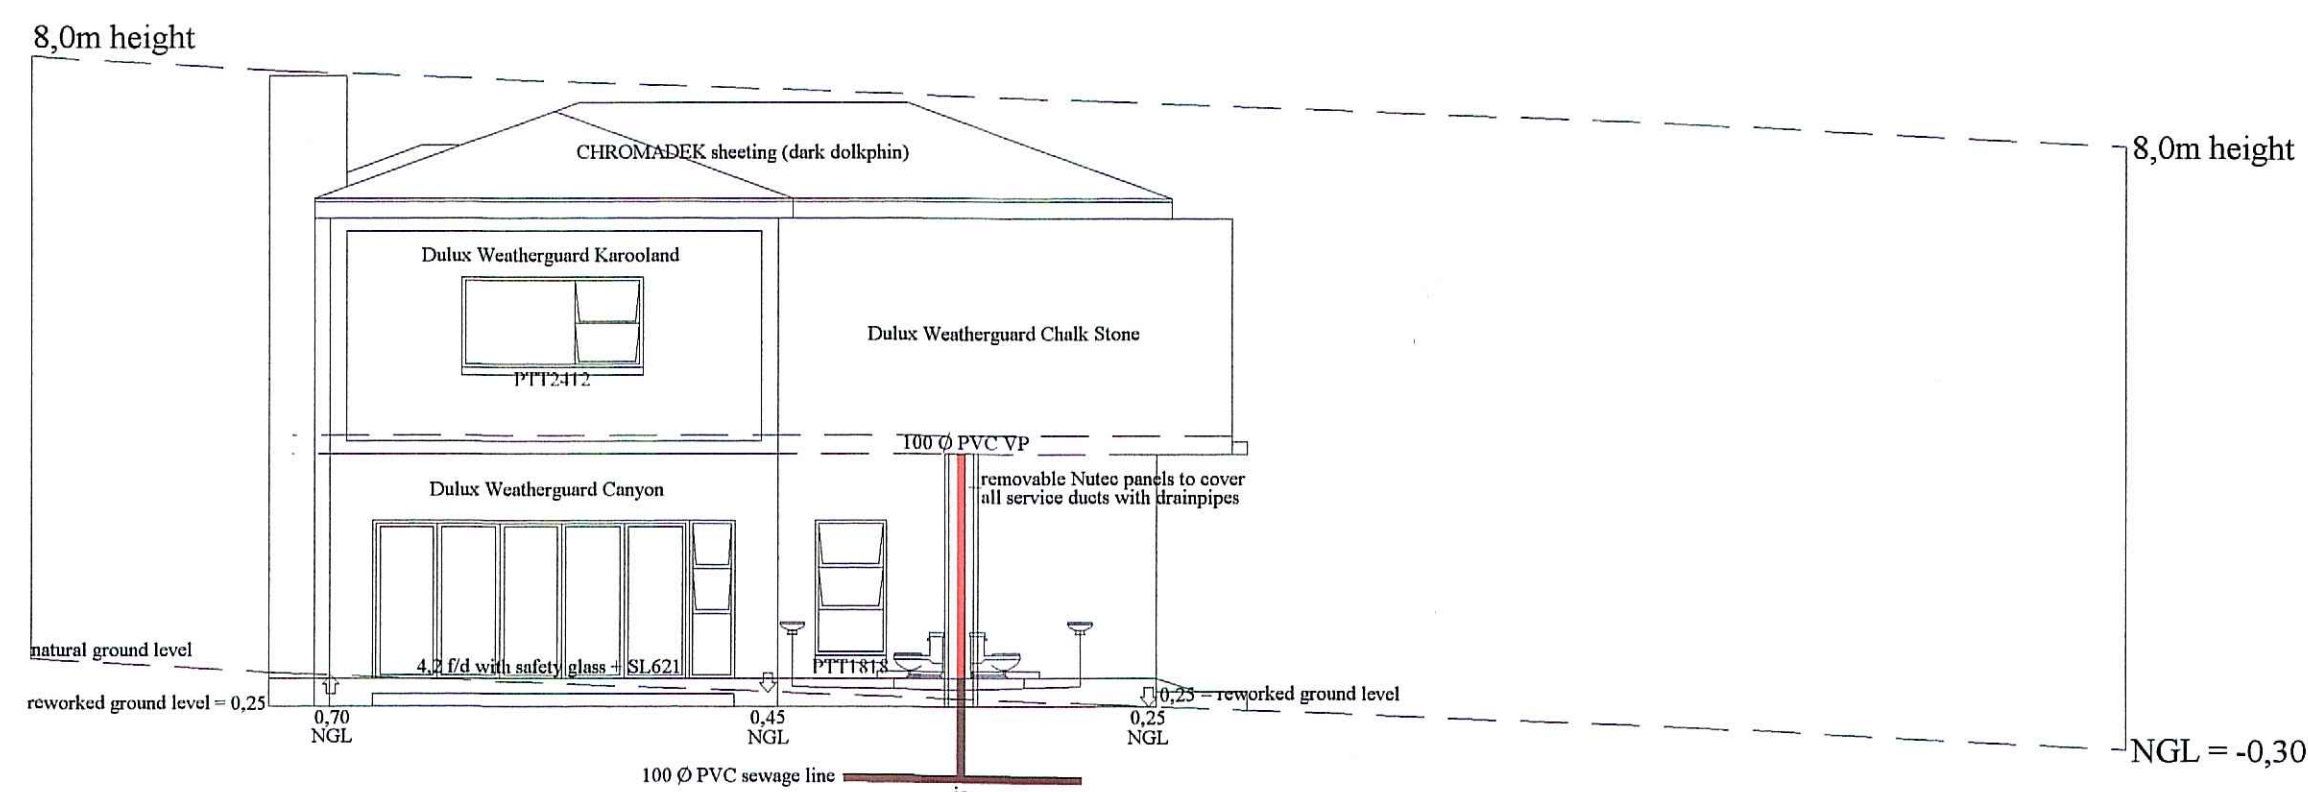 8,0m height
8,0m height
CHROMADEK sheeting (dark dolkphin)
Dulux Weatherguard Karooland
Dulux Weatherguard Chalk Stone
PTT2412
100 Ø PVC VP
removable Nutec panels to cover
all service ducts with drainpipes
Dulux Weatherguard Canyon
natural ground level
4,2 f/d with safety glass + SL621
PTT1818
reworked ground level = 0,25
0,25 = reworked ground level
0,70
NGL
0,45
NGL
0,25
NGL
NGL = -0,30
100 Ø PVC sewage line